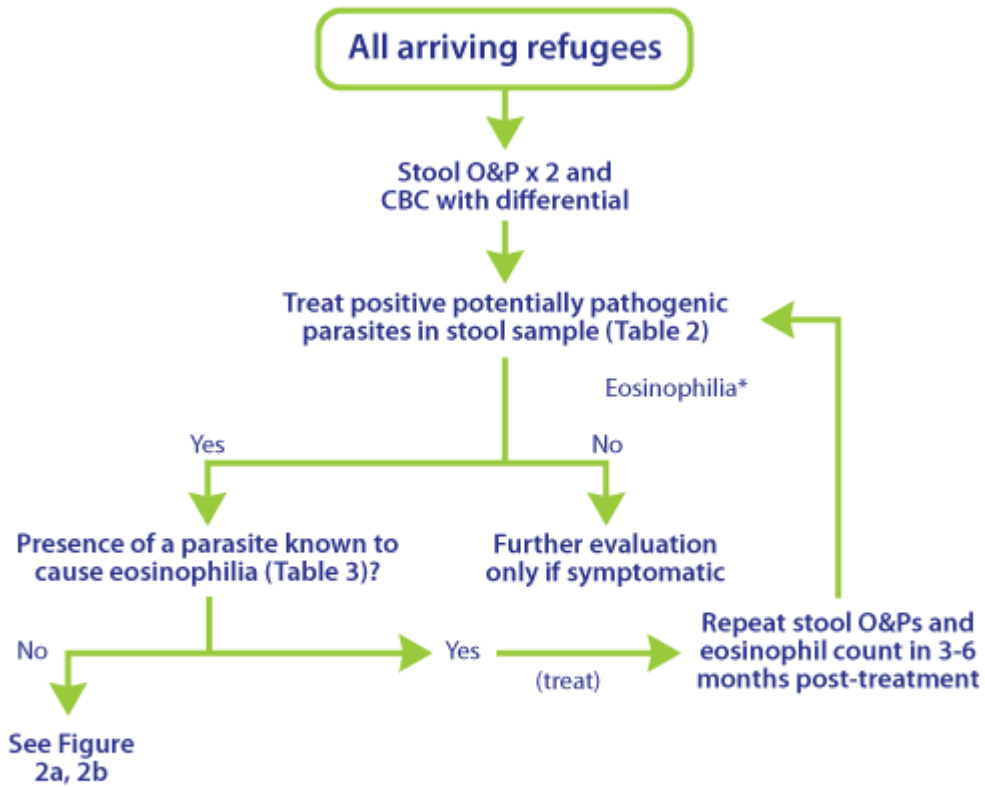 All arriving refugees
Stool O&P x 2 and
CBC with differential
Treat positive potentially pathogenic
parasites in stool sample (Table 2)
Eosinophilia*
Yes
No
Presence of a parasite known to
cause eosinophilia (Table 3)?
Further evaluation
only if symptomatic
No
Yes
(treat)
Repeat stool O&Ps and
eosinophil count in 3-6
months post-treatment
See Figure
2a, 2b